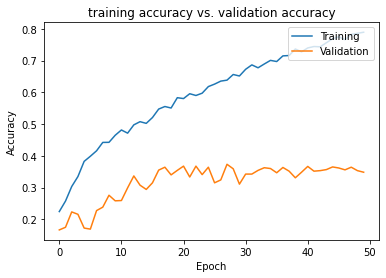 training accuracy vs. validation accuracy
Training
Validation
Accuracy
0.8
0.7
0.6
0.5
0.4
0.3
0.2
0
10
20
30
40
50
Epoch